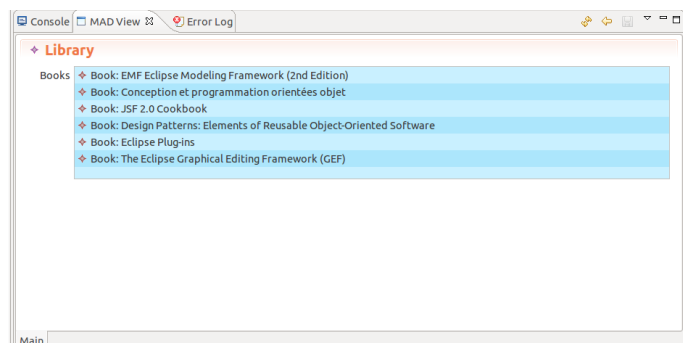 Console MAD View Error Log
Library
Books Book: EMF Eclipse Modeling Framework (2nd Edition)
Book: Conception et programmation orientées objet
Book: JSF 2.0 Cookbook
Book: Design Patterns: Elements of Reusable Object-Oriented Software
Book: Eclipse Plug-ins
Book: The Eclipse Graphical Editing Framework (GEF)
Main